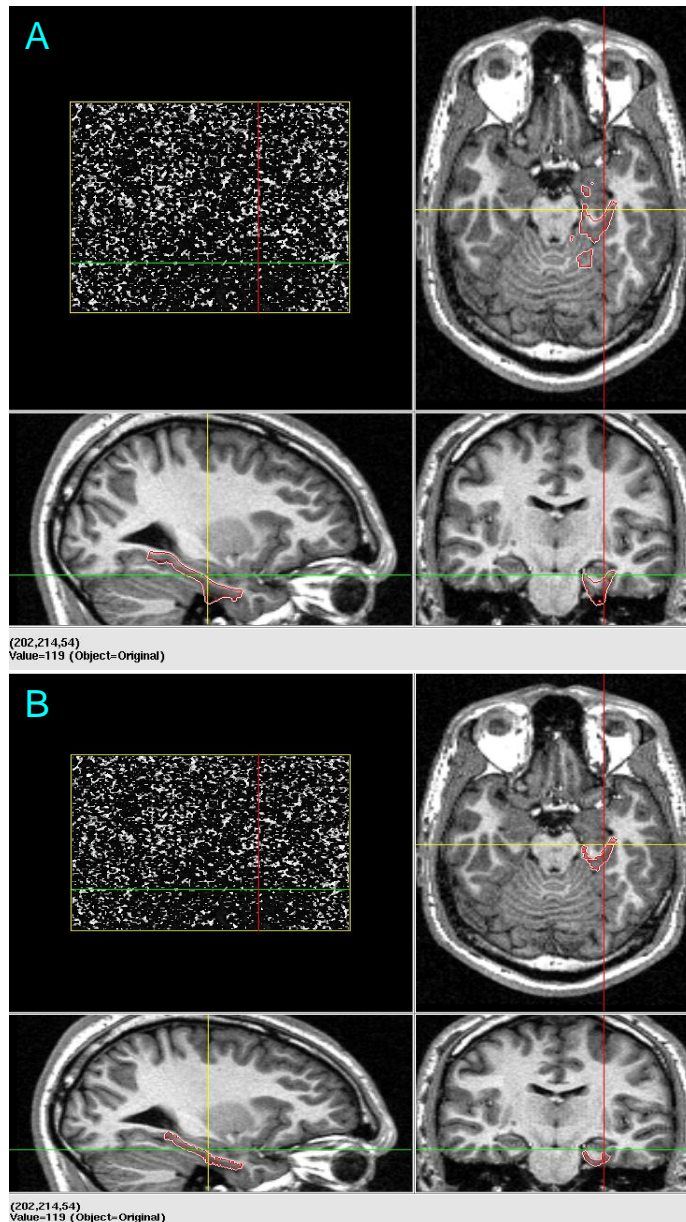 A
(202,214,54)
Value=119 (Object=Original)
B
(202,214,54)
Value=119 (Object=Original)